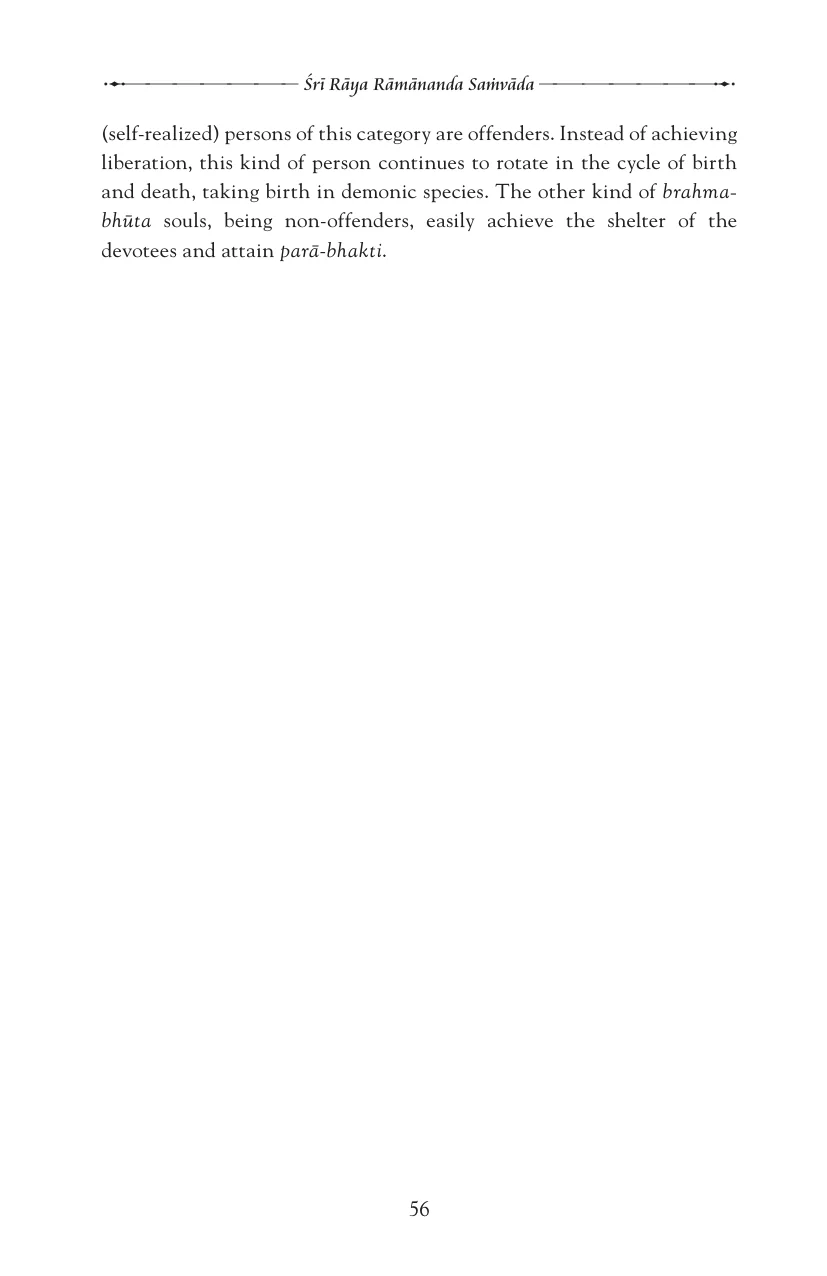 Śrī Rāya Rāmānanda Saṁvāda
(self-realized) persons of this category are offenders. Instead of achieving
liberation, this kind of person continues to rotate in the cycle of birth
and death, taking birth in demonic species. The other kind of brahma-
bhūta souls, being non-offenders, easily achieve the shelter of the
devotees and attain parā-bhakti.
56